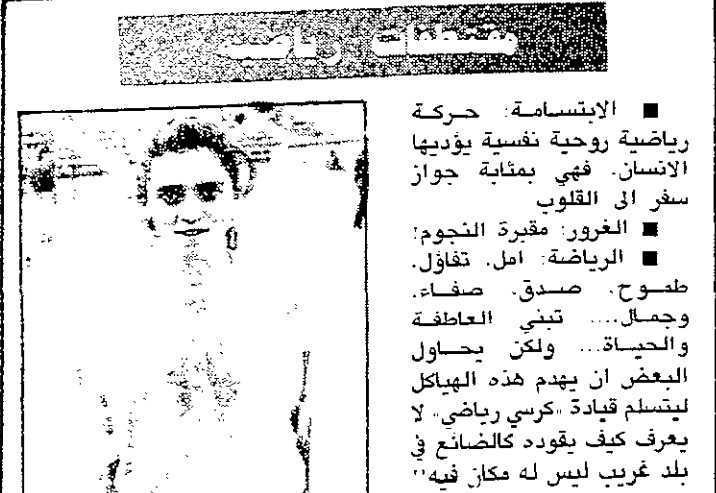 مقتطفات رياضية
■ الابتسامة: حركة
رياضية روحية نفسية يؤديها
الانسان. فهي بمثابة جواز
سفر الى القلوب
■ الغرور: مقبرة النجوم!
■ الرياضة: امل. تفاؤل.
طموح. صدق. صفاء.
وجمال.... تبني العاطفة
والحياة... ولكن يحاول
البعض ان يهدم هذه الهياكل
ليتسلم قيادة «كرسي رياضي» لا
يعرف كيف يقوده كالضائع في
بلد غريب ليس له مكان فيه!!